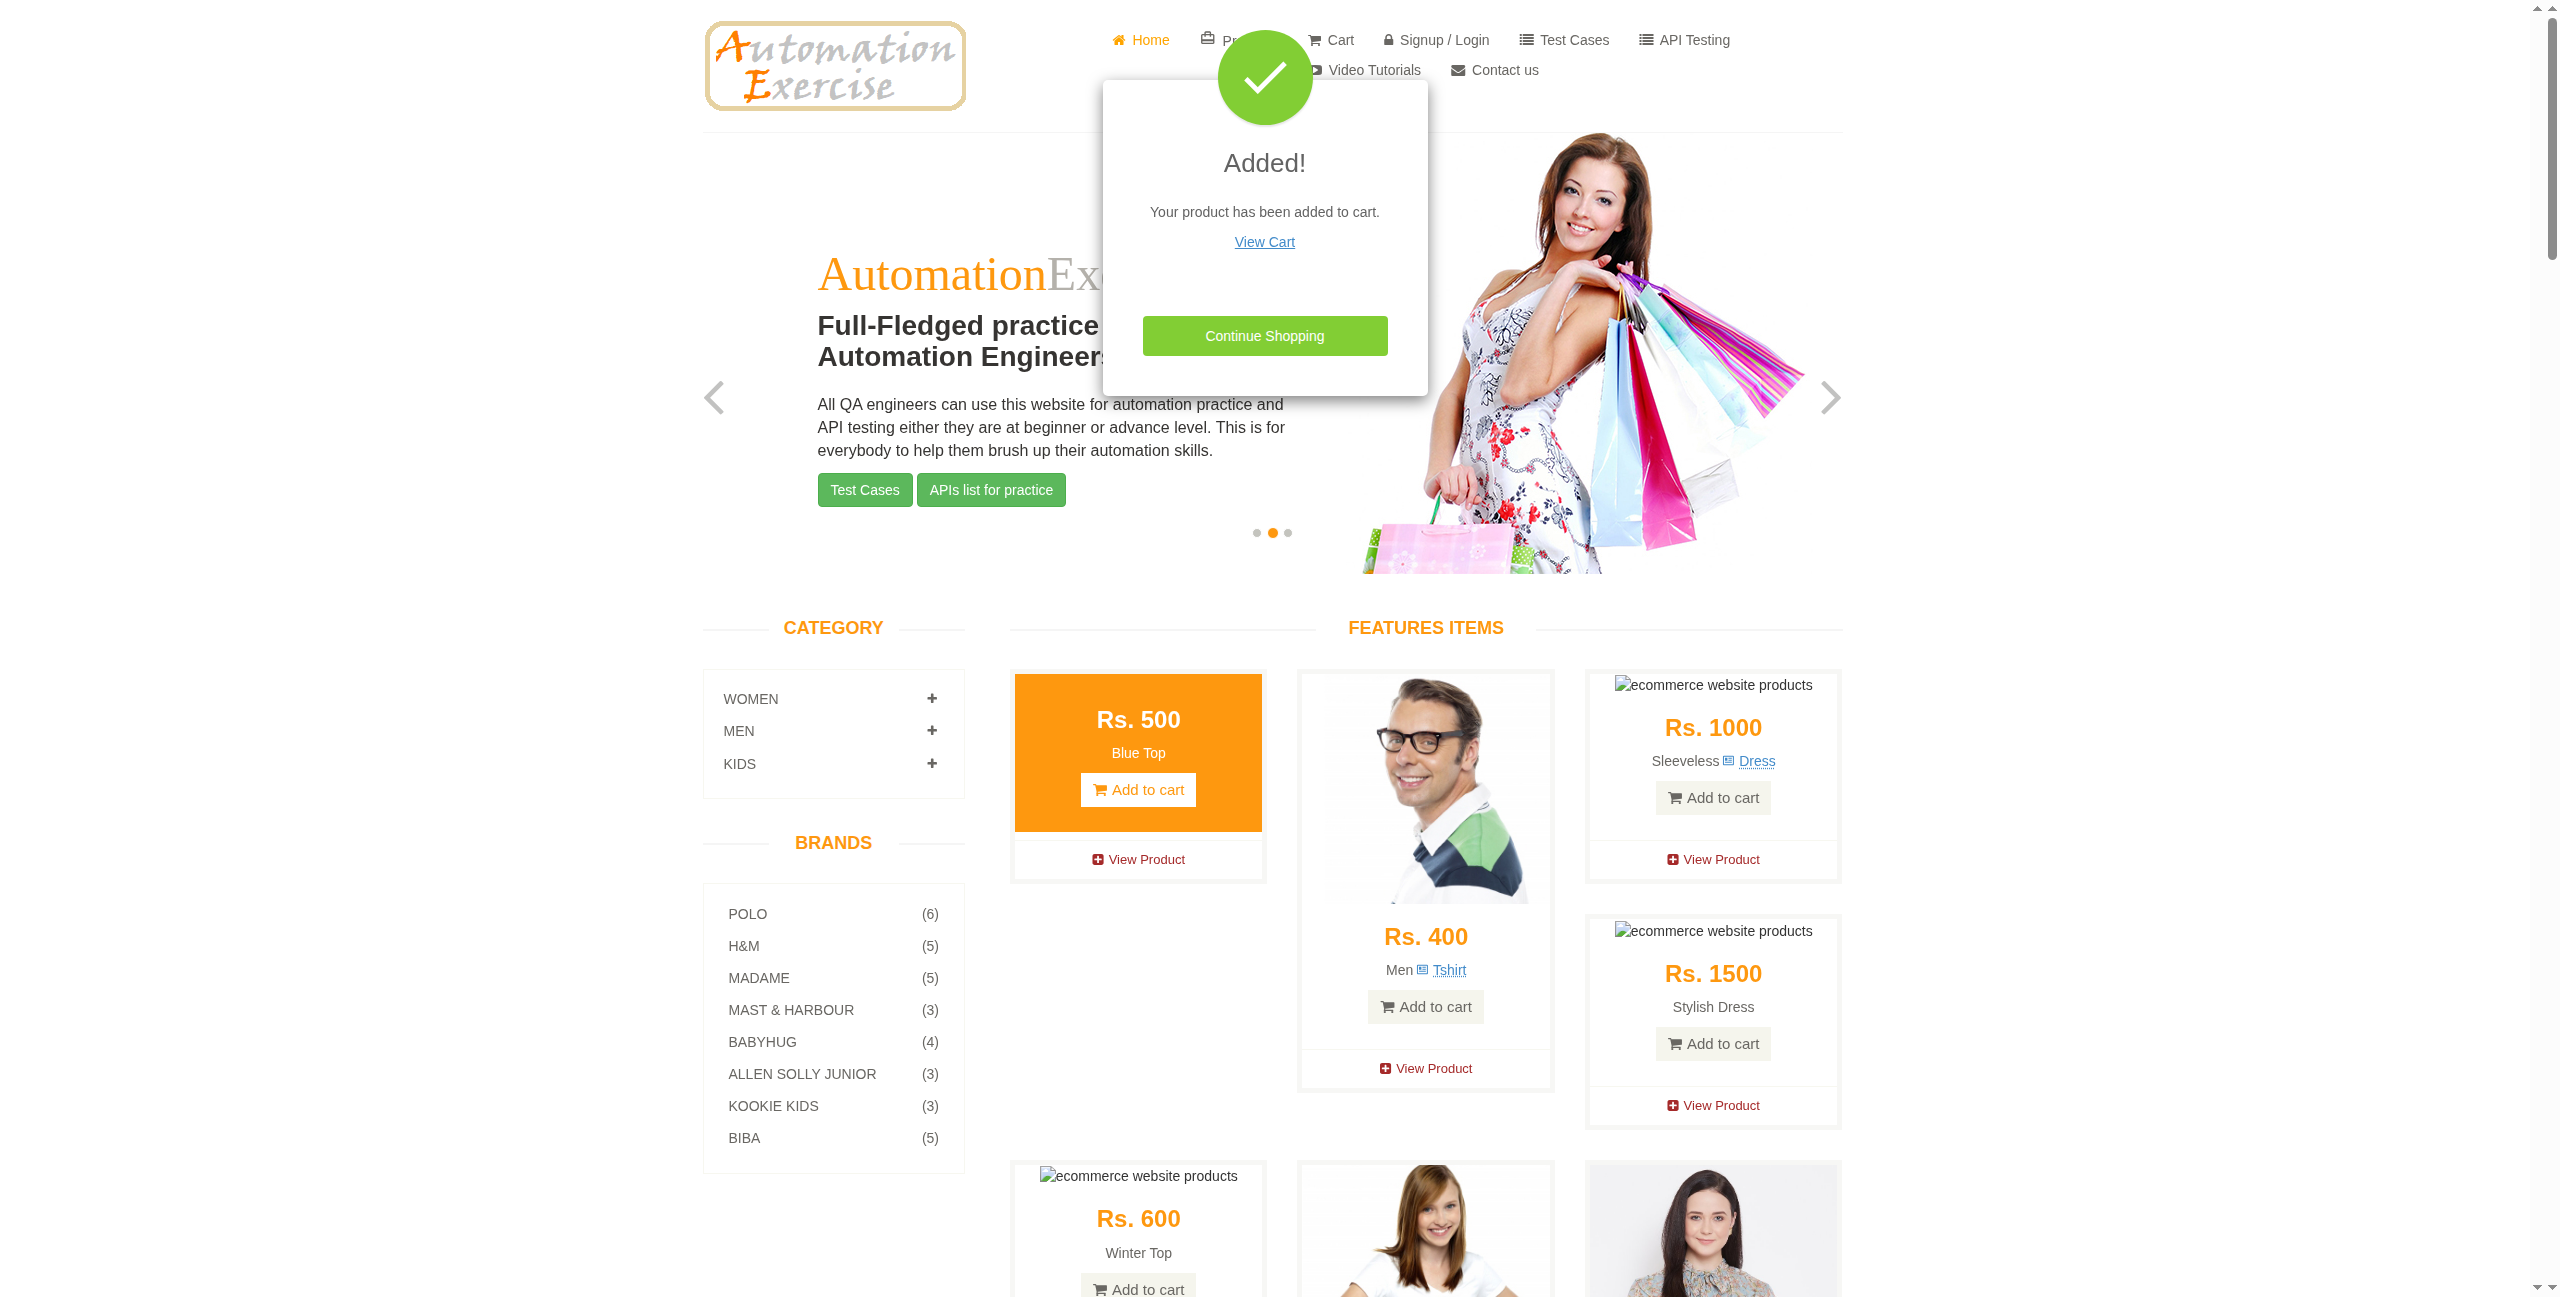 Automation
Exercise
Home
Cart
Signup / Login
Test Cases
API Testing
Video Tutorials
Contact us
Added!
Your product has been added to cart.
View Cart
Continue Shopping
Automation
Full-Fledged practice
Automation
All QA engineers can use this website for automation practice and
API testing either they are at beginner or advance level. This is for
everybody to help them brush up their automation skills.
Test Cases
APIs list for practice
CATEGORY
WOMEN
MEN
KIDS
BRANDS
POLO (6)
H&M (5)
MADAME (5)
MAST & HARBOUR (3)
BABYHUG (4)
ALLEN SOLLY JUNIOR (3)
KOOKIE KIDS (3)
BIBA (5)
FEATURES ITEMS
Rs. 500
Blue Top
Add to cart
View Product
Rs. 400
Men Tshirt
Add to cart
View Product
ecommerce website products
Rs. 1000
Sleeveless Dress
Add to cart
View Product
ecommerce website products
Rs. 1500
Stylish Dress
Add to cart
View Product
ecommerce website products
Rs. 600
Winter Top
Add to cart